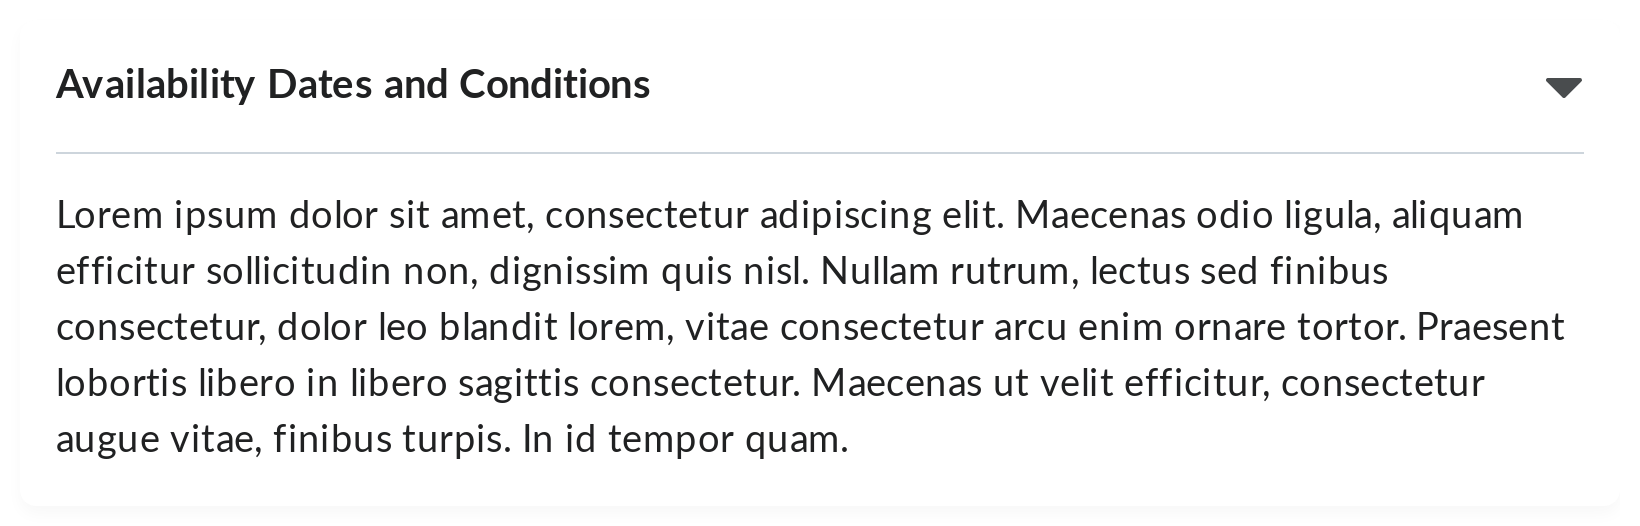 Availability Dates and Conditions
Lorem ipsum dolor sit amet, consectetur adipiscing elit. Maecenas odio ligula, aliquam
efficitur sollicitudin non, dignissim quis nisl. Nullam rutrum, lectus sed finibus
consectetur, dolor leo blandit lorem, vitae consectetur arcu enim ornare tortor. Praesent
lobortis libero in libero sagittis consectetur. Maecenas ut velit efficitur, consectetur
augue vitae, finibus turpis. In id tempor quam.